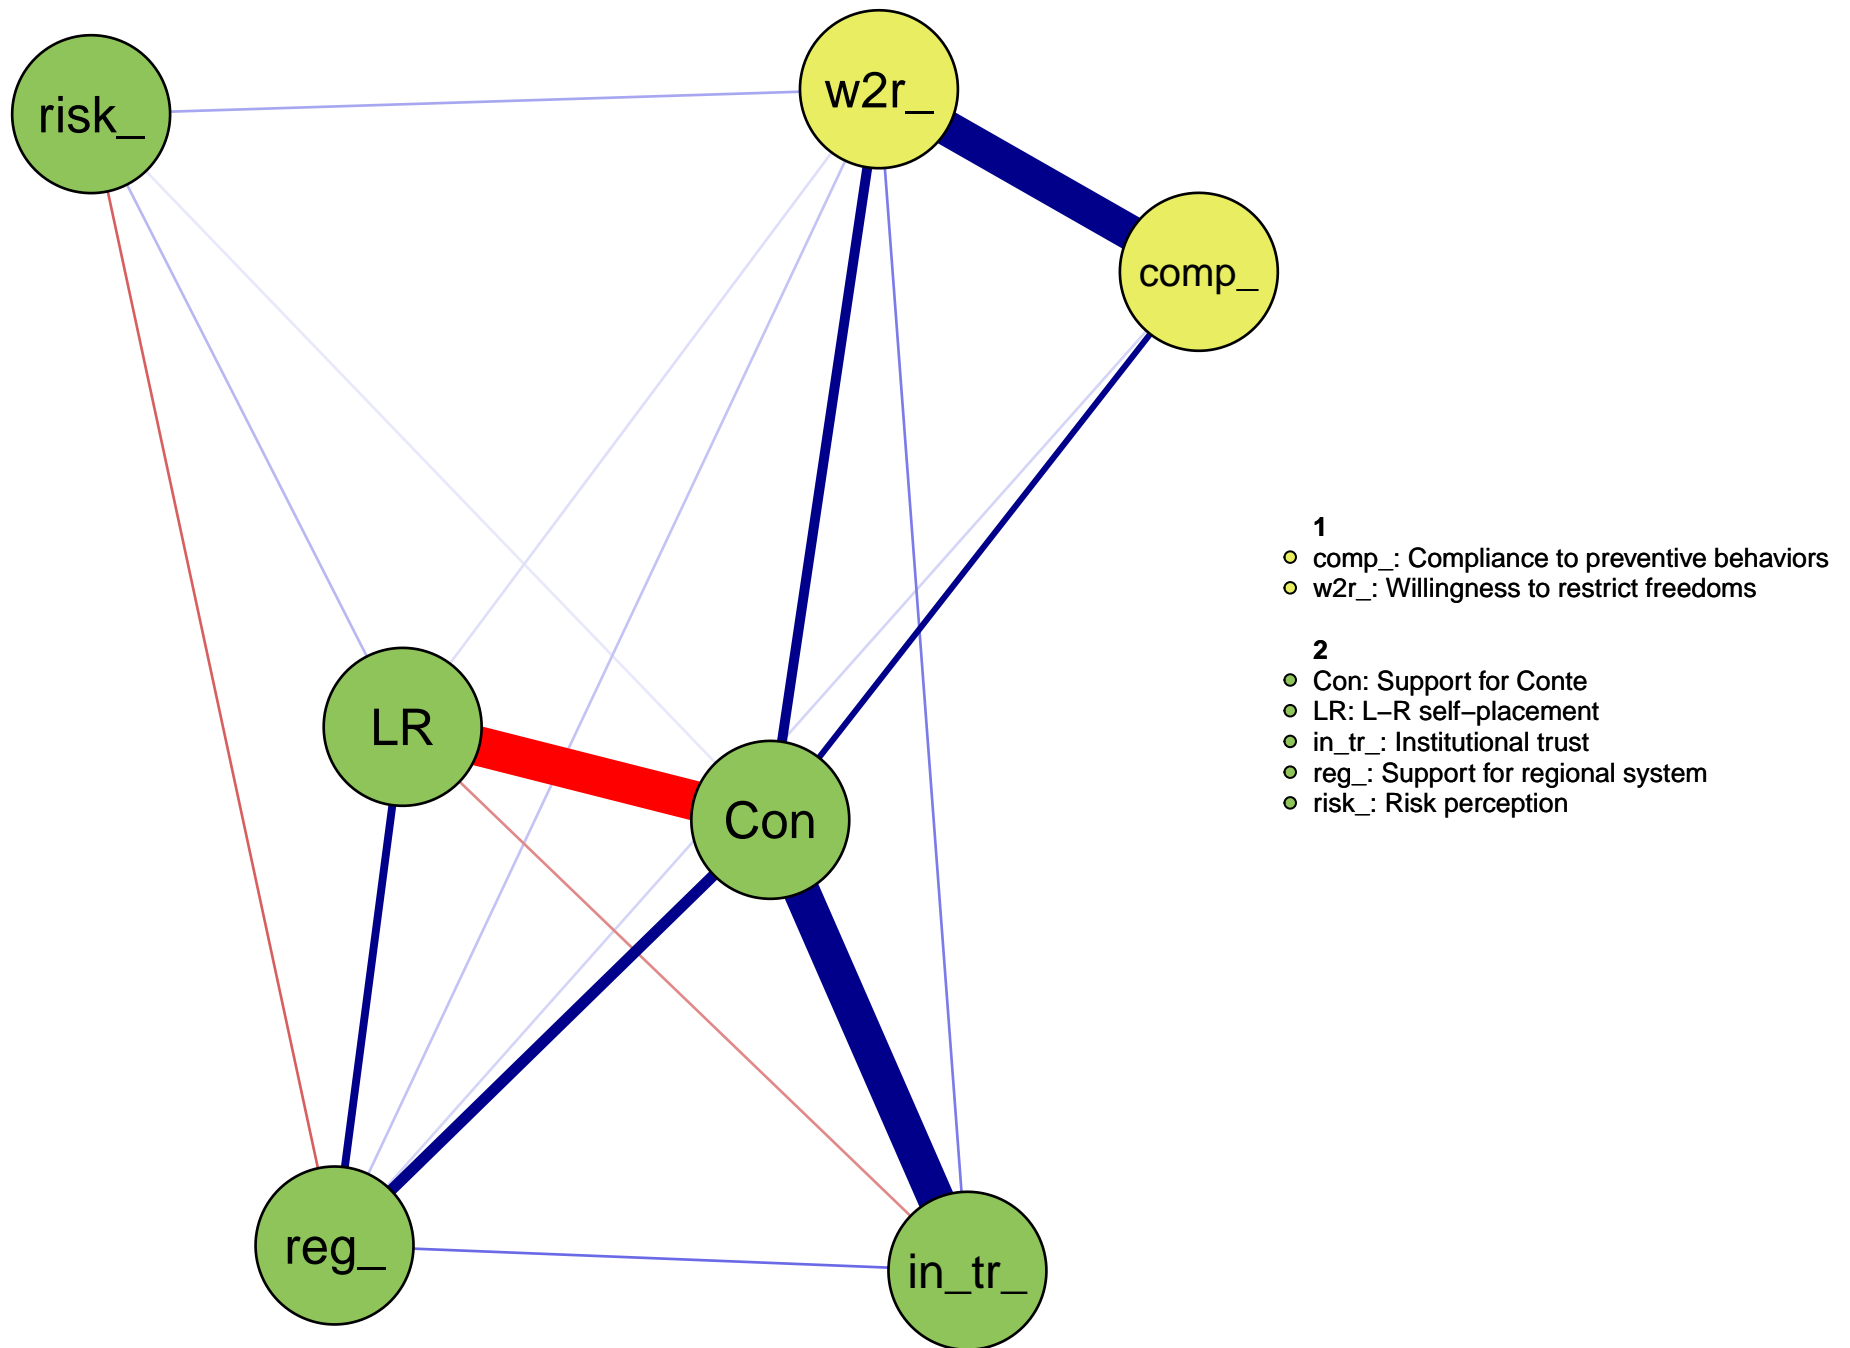 w2r_
risk_
comp_
1
comp_: Compliance to preventive behaviors
w2r_: Willingness to restrict freedoms
2
Con: Support for Conte
LR: L−R self−placement
in_tr_: Institutional trust
reg_: Support for regional system
risk_: Risk perception
LR
Con
reg_
in_tr_